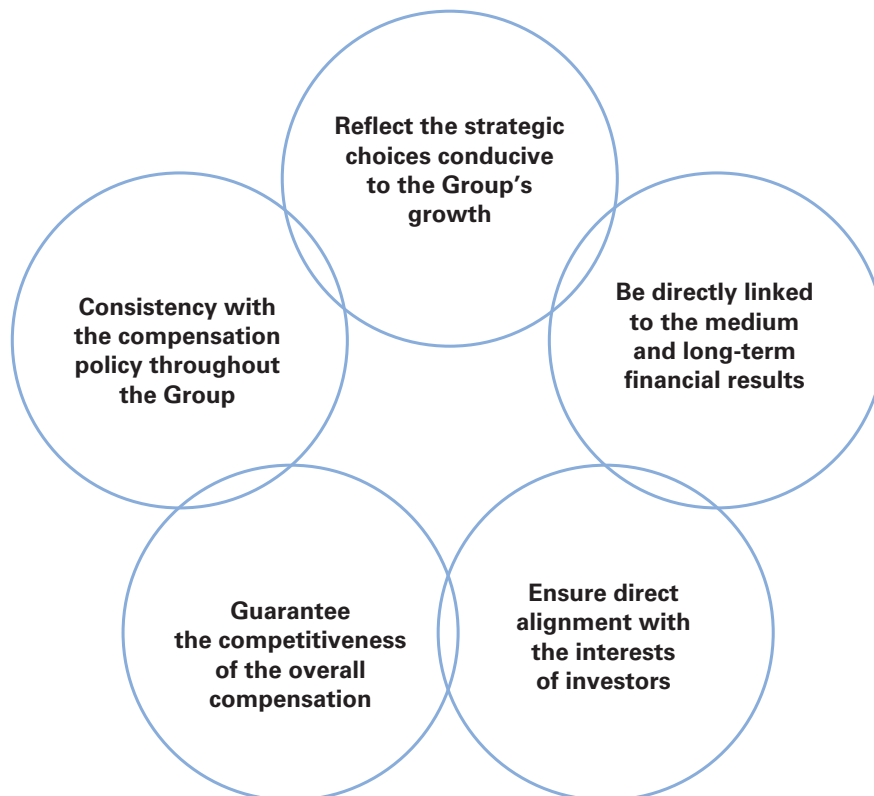 Reflect the strategic
choices conducive
to the Group’s
growth
Consistency with
the compensation
policy throughout
the Group
Be directly linked
to the medium
and long-term
financial results
Guarantee
the competitiveness
of the overall
compensation
Ensure direct
alignment with
the interests
of investors